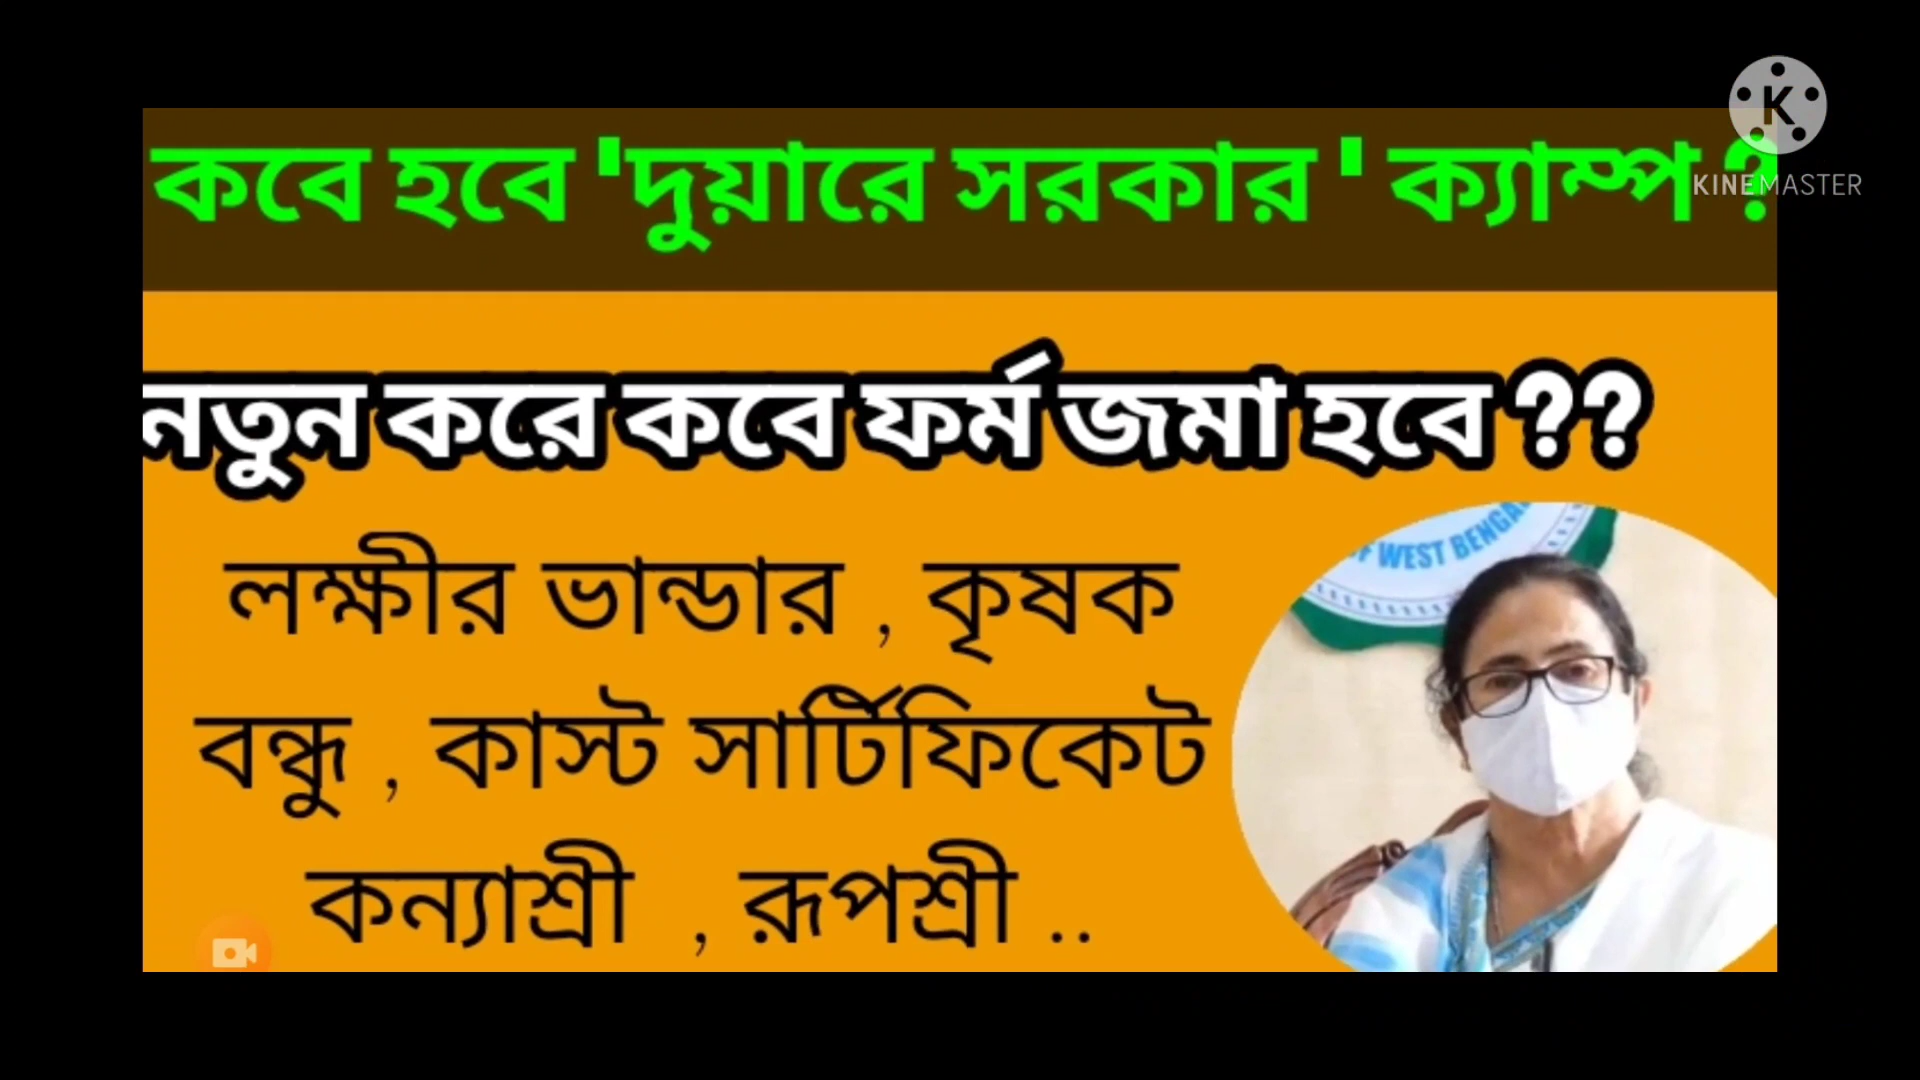 কবে হবে 'দুয়ারে সরকার ' ক্যাম্প ?
নতুন করে কবে ফর্ম জমা হবে ??
লক্ষীর ভান্ডার , কৃষক
বন্ধু , কাস্ট সার্টিফিকেট
কন্যাশ্রী , রূপশ্রী ..
WEST BENGAL
K
KINEMASTER